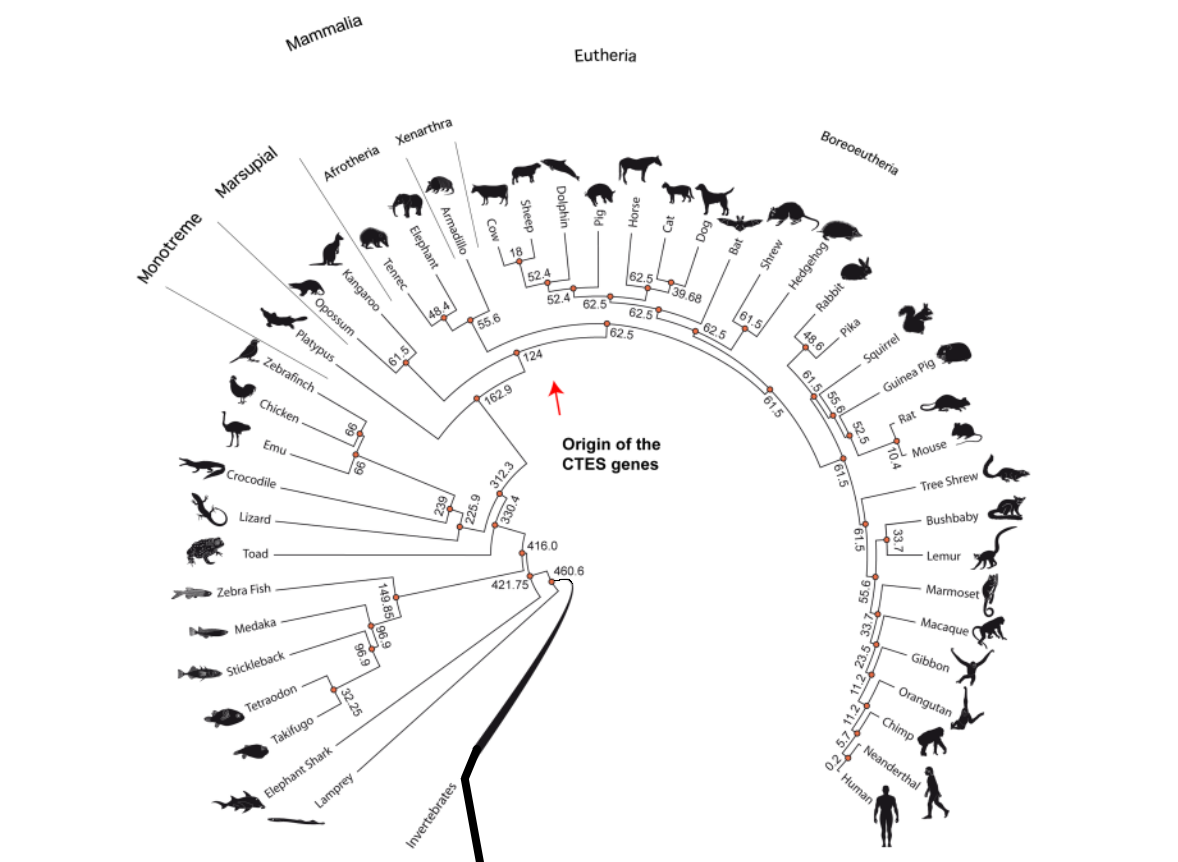 Mammalia
Eutheria
Boreoeutheria
Xenarthra
Afrotheria
Marsupial
Monotreme
Invertebrates
Lamprey
Elephant Shark
Takifugo
Tetraodon
Stickleback
Medaka
Zebra Fish
Toad
Lizard
Crocodile
Emu
Chicken
Zebrafinch
Platypus
Opossum
Kangaroo
Tenrec
Elephant
Armadillo
Cow
Sheep
Dolphin
Pig
Horse
Cat
Dog
Bat
Shrew
Hedgehog
Rabbit
Pika
Squirrel
Guinea Pig
Rat
Mouse
Tree Shrew
Bushbaby
Lemur
Marmoset
Macaque
Gibbon
Orangutan
Chimp
Neanderthal
Human
460.6
421.75
416.0
32.25
96.9
96.9
149.85
330.4
312.3
225.9
239
66
66
162.9
124
61.5
48.4
55.6
62.5
18
52.4
52.4
62.5
62.5
39.68
62.5
62.5
61.5
61.5
48.6
61.5
55.6
52.5
10.4
61.5
61.5
33.7
55.6
33.7
23.5
11.2
11.2
5.7
0.2
Origin of the
CTES genes